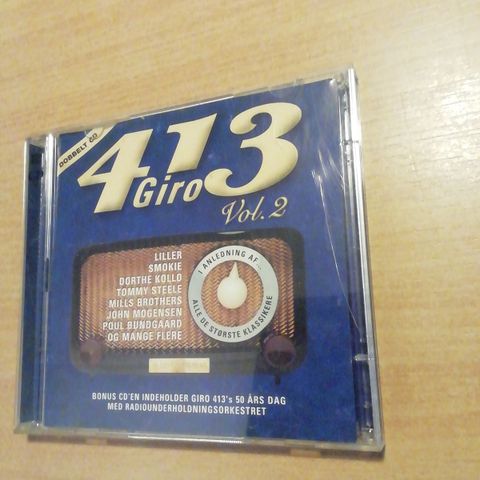 DOBBELT CD
413
Giro
Vol. 2
LILLER
SMOKIE
DORTHE KOLLO
TOMMY STEELE
MILLS BROTHERS
JOHN MOGENSEN
POUL BUNDGAARD
OG MANGE FLERE
I ANLEDNING AF...
ALLE DE STØRSTE KLASSIKERE
BONUS CD'EN INDEHOLDER GIRO 413's 50 ÅRS DAG
MED RADIOUNDERHOLDNINGSORKESTRET